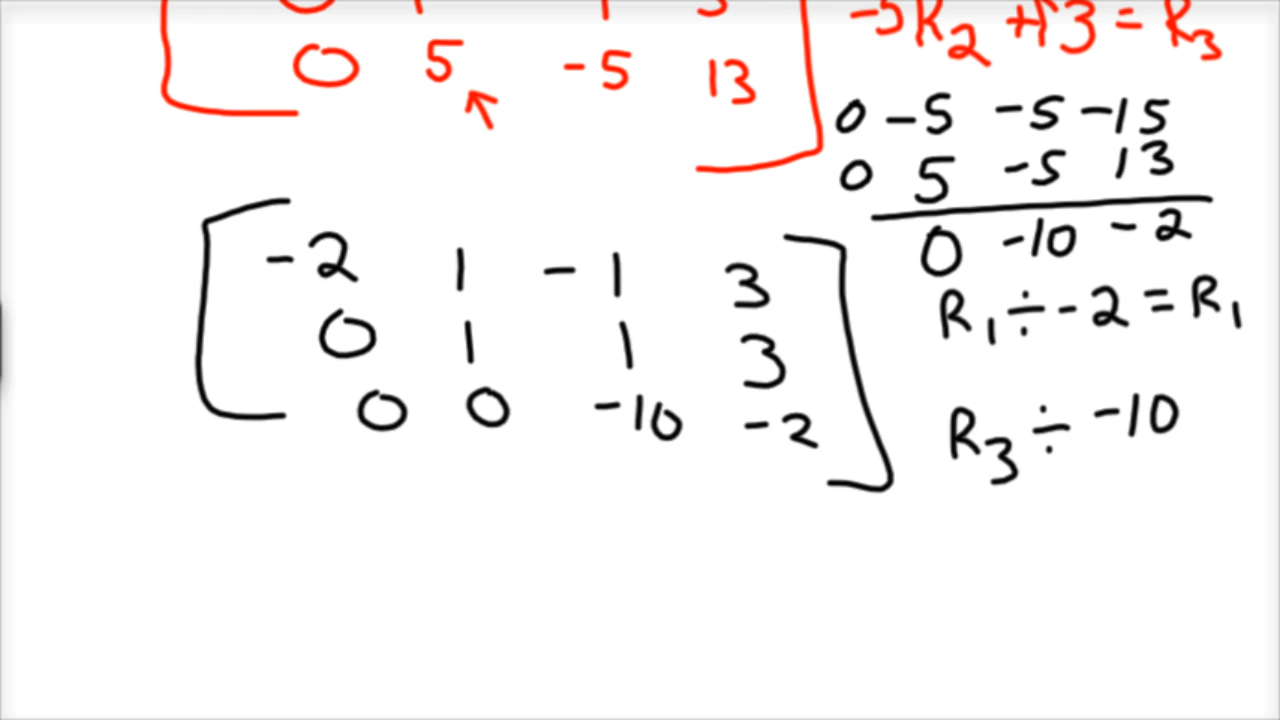 -5R2 + r3 = R3
0 5 -5 13
0 -5 -5 -15
0 5 -5 13
0 -10 -2
-2 1 -1 3
0 1 1 3
0 0 -10 -2
R1 ÷ -2 = R1
R3 ÷ -10